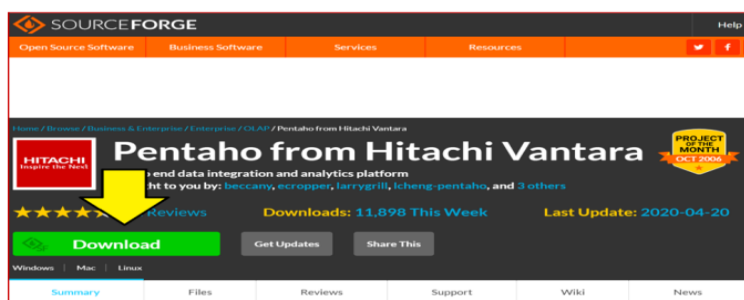 SOURCEFORGE
Help
Open Source Software Business Software Services Resources
Home / Browse / Business & Enterprise / Enterprise / OLAP / Pentaho from Hitachi Vantara
HITACHI
Inspire the Next
Pentaho from Hitachi Vantara
PROJECT
OF THE
MONTH
OCT 2006
end data integration and analytics platform
ht to you by: beccany, ecropper, larrygrill, lcheng-pentaho, and 3 others
Reviews Downloads: 11,898 This Week Last Update: 2020-04-20
Download Get Updates Share This
Windows | Mac | Linux
Summary Files Reviews Support Wiki News